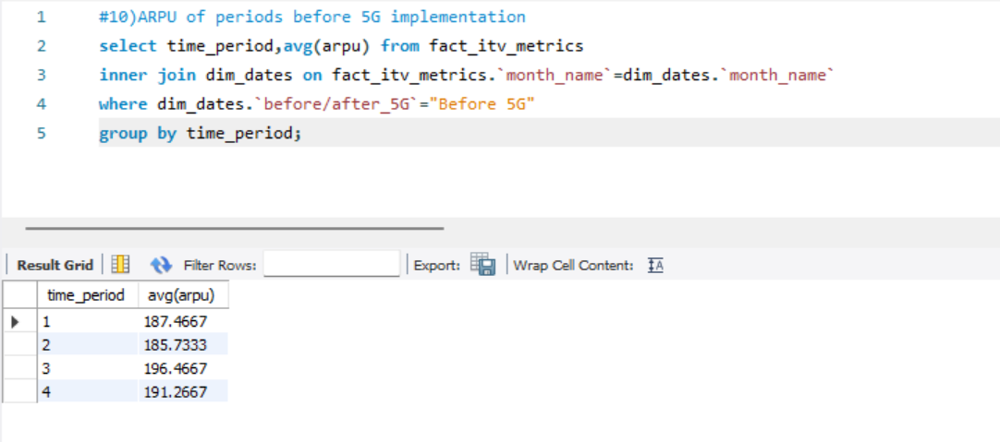 1 #10)ARPU of periods before 5G implementation
2 select time_period,avg(arpu) from fact_itv_metrics
3 inner join dim_dates on fact_itv_metrics.`month_name`=dim_dates.`month_name`
4 where dim_dates.`before/after_5G`="Before 5G"
5 group by time_period;
Result Grid Filter Rows: Export: Wrap Cell Content: IA
time_period avg(arpu)
1 187.4667
2 185.7333
3 196.4667
4 191.2667